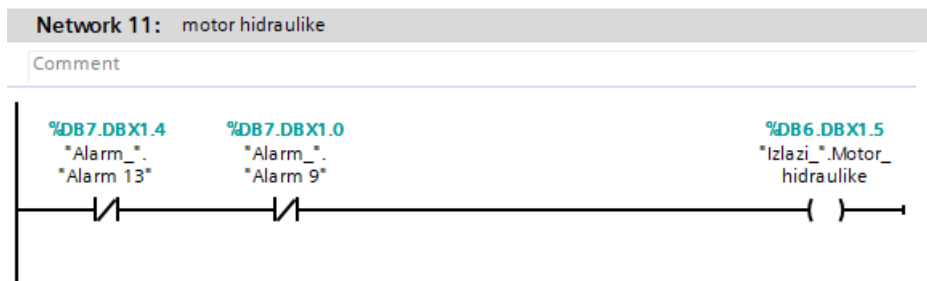 Network 11: motor hidraulike
Comment
%DB7.DBX1.4 %DB7.DBX1.0 %DB6.DBX1.5
"Alarm_". "Alarm_". "Izlazi_".Motor_
"Alarm 13" "Alarm 9" hidraulike